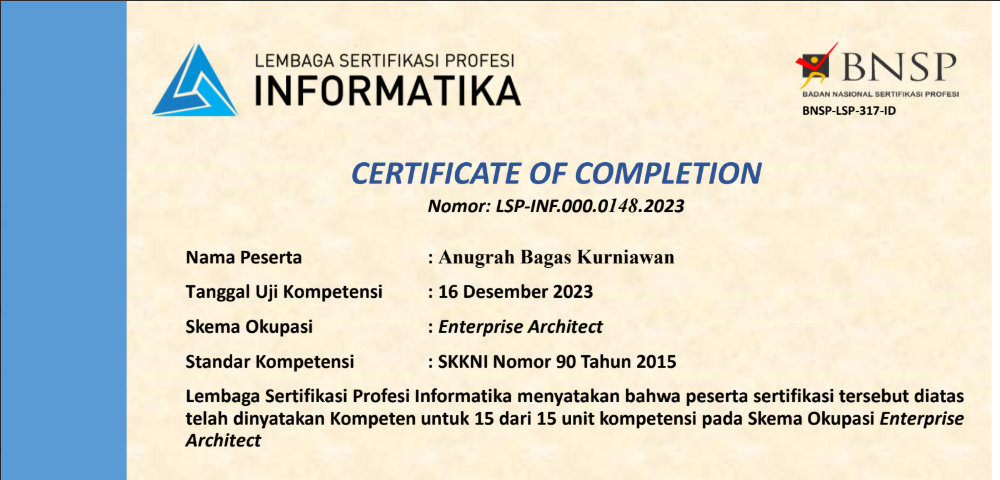 LEMBAGA SERTIFIKASI PROFESI
INFORMATIKA
BNSP
BADAN NASIONAL SERTIFIKASI PROFESI
BNSP-LSP-317-ID
CERTIFICATE OF COMPLETION
Nomor: LSP-INF.000.0148.2023
Nama Peserta : Anugrah Bagas Kurniawan
Tanggal Uji Kompetensi : 16 Desember 2023
Skema Okupasi : Enterprise Architect
Standar Kompetensi : SKKNI Nomor 90 Tahun 2015
Lembaga Sertifikasi Profesi Informatika menyatakan bahwa peserta sertifikasi tersebut diatas
telah dinyatakan Kompeten untuk 15 dari 15 unit kompetensi pada Skema Okupasi Enterprise
Architect